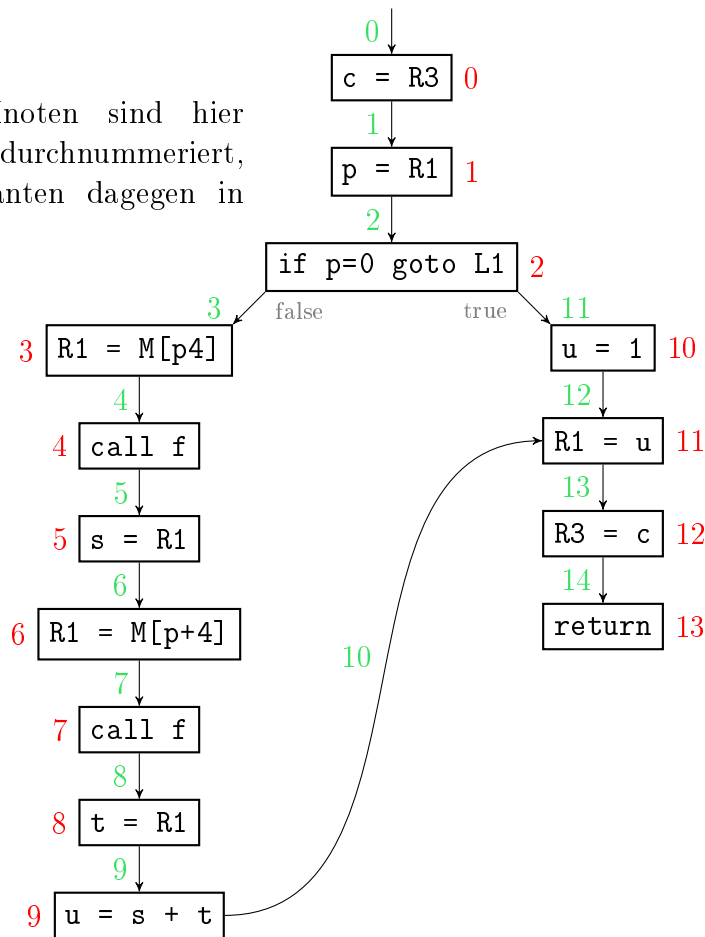 0
c = R3 0
noten sind hier
durchnummeriert,
anten dagegen in
1
p = R1 1
2
if p=0 goto L1 2
false true
3 11
3 R1 = M[p4]
u = 1 10
4 12
4 call f
R1 = u 11
5 13
5 s = R1
R3 = c 12
6 14
6 R1 = M[p+4]
return 13
10
7
7 call f
8
8 t = R1
9
9 u = s + t